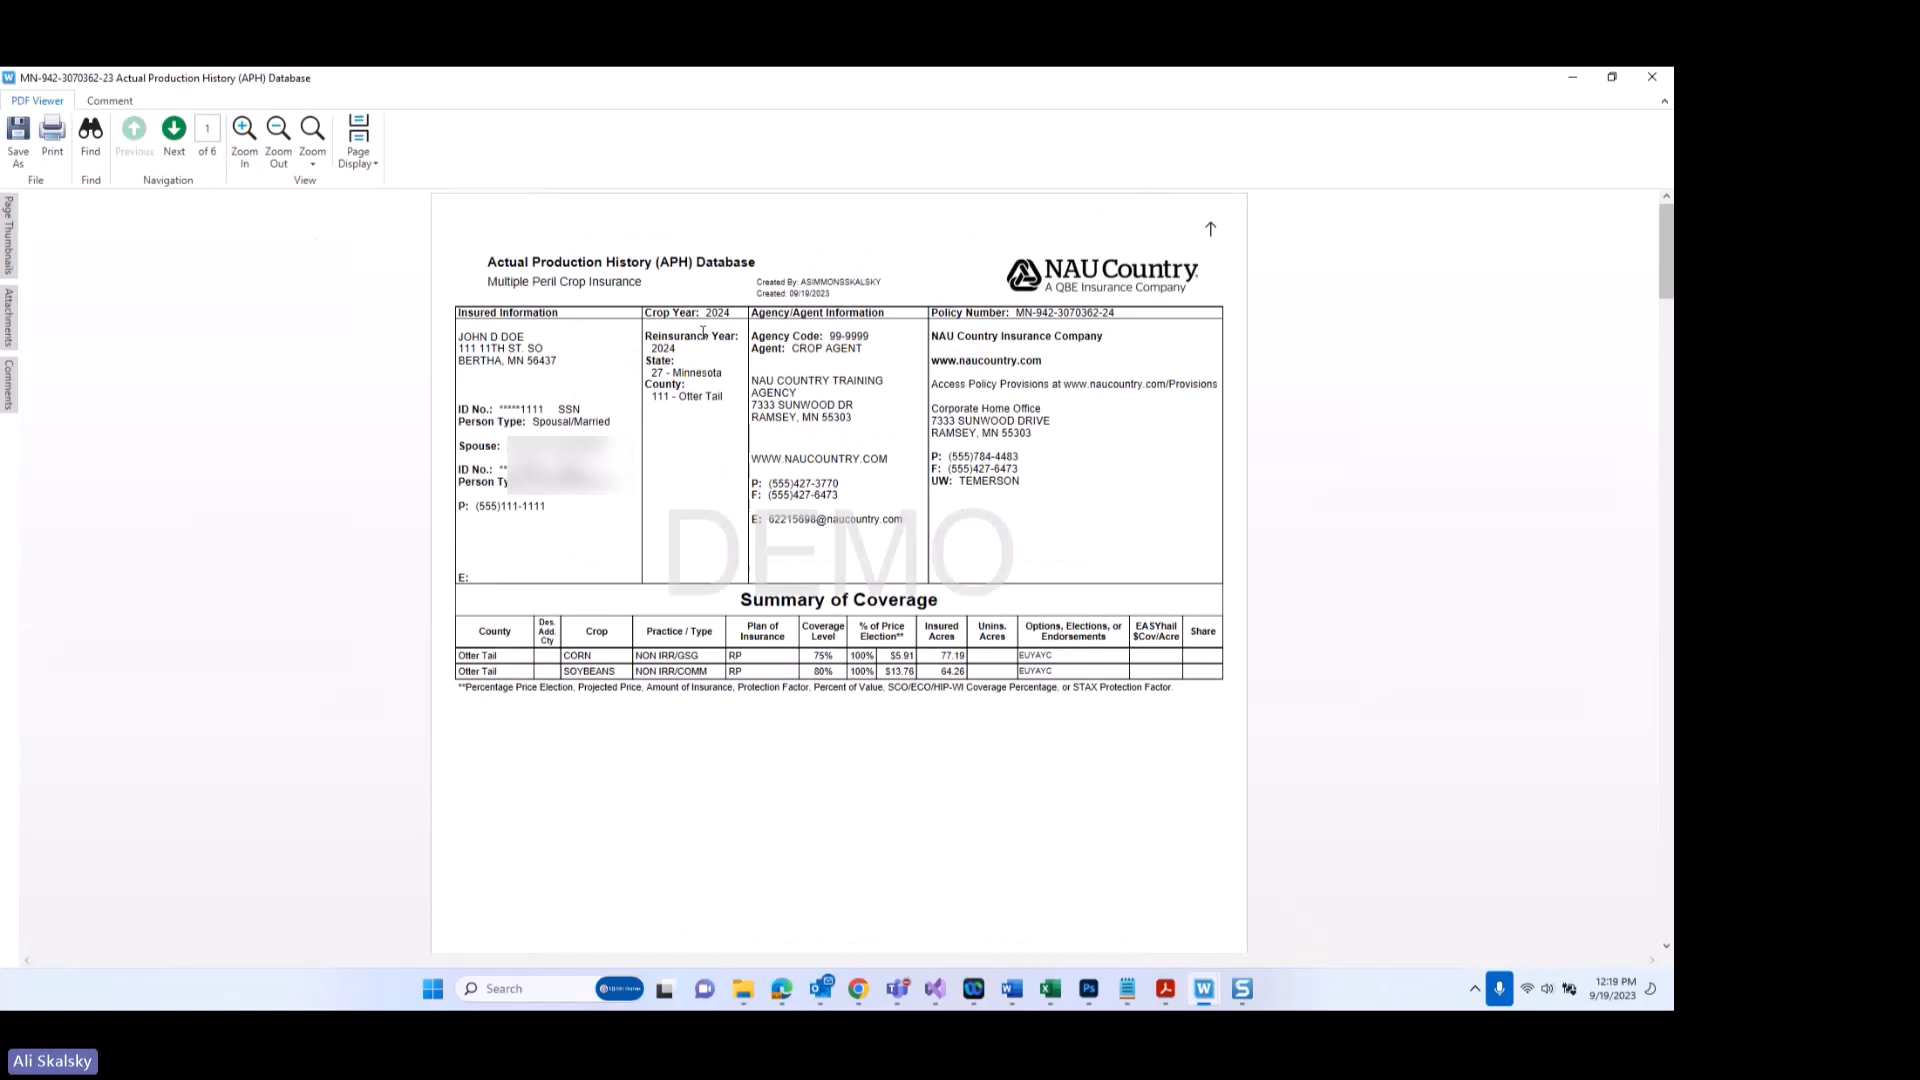 MN-942-3070362-23 Actual Production History (APH) Database
PDF Viewer Comment
Save As Print Find Previous Next 1 of 6 Zoom In Zoom Out Zoom Page Display
File Find Navigation View
Page Thumbnails
Attachments
Comments
Actual Production History (APH) Database
Multiple Peril Crop Insurance
Created By: ASIMMONSSKALSKY
Created: 09/19/2023
NAU Country
A QBE Insurance Company
Insured Information
JOHN D DOE
111 11TH ST. SO
BERTHA, MN 56437
ID No.: *****1111 SSN
Person Type: Spousal/Married
Spouse:
ID No.: **
Person Ty
P: (555)111-1111
E:
Crop Year: 2024
Reinsurance Year:
2024
State:
27 - Minnesota
County:
111 - Otter Tail
Agency/Agent Information
Agency Code: 99-9999
Agent: CROP AGENT
NAU COUNTRY TRAINING
AGENCY
7333 SUNWOOD DR
RAMSEY, MN 55303
WWW.NAUCOUNTRY.COM
P: (555)427-3770
F: (555)427-6473
E: 62215698@naucountry.com
Policy Number: MN-942-3070362-24
NAU Country Insurance Company
www.naucountry.com
Access Policy Provisions at www.naucountry.com/Provisions
Corporate Home Office
7333 SUNWOOD DRIVE
RAMSEY, MN 55303
P: (555)784-4483
F: (555)427-6473
UW: TEMERSON
DEMO
Summary of Coverage
County Des. Add. Cty Crop Practice / Type Plan of Insurance Coverage Level % of Price Election** Insured Acres Unins. Acres Options, Elections, or Endorsements EASYhail $Cov/Acre Share
Otter Tail CORN NON IRR/GSG RP 75% 100% $5.91 77.19 EUYAYC
Otter Tail SOYBEANS NON IRR/COMM RP 80% 100% $13.76 64.26 EUYAYC
**Percentage Price Election, Projected Price, Amount of Insurance, Protection Factor, Percent of Value, SCO/ECO/HIP-WI Coverage Percentage, or STAX Protection Factor.
Search
12:19 PM
9/19/2023
Ali Skalsky